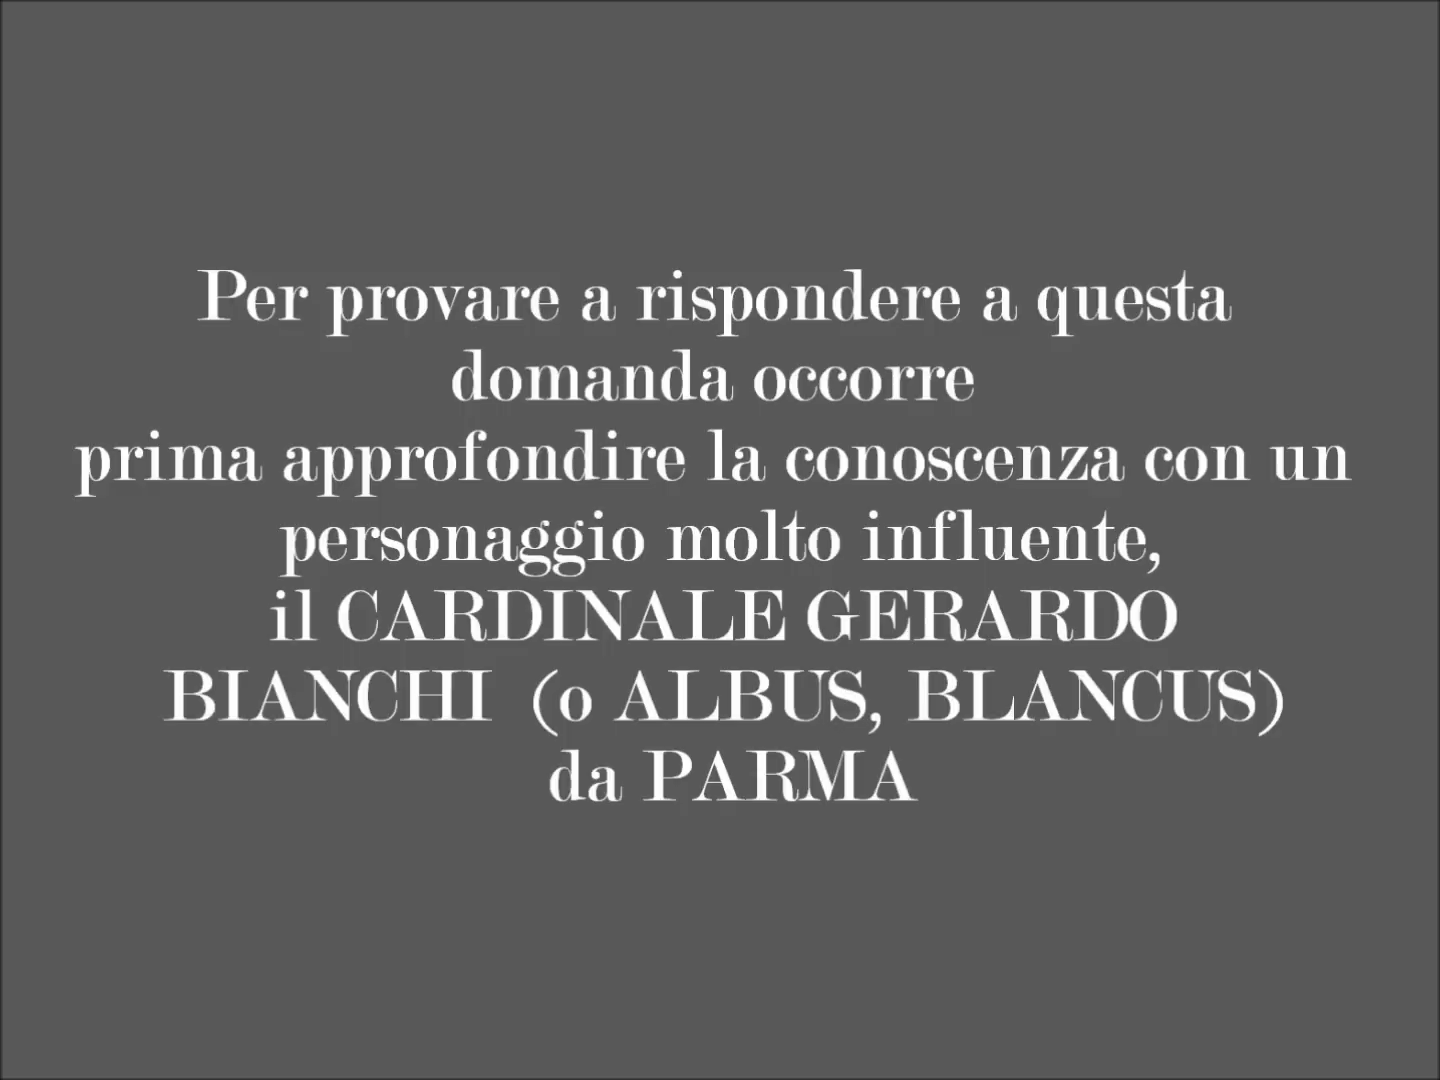 Per provare a rispondere a questa
domanda occorre
prima approfondire la conoscenza con un
personaggio molto influente,
il CARDINALE GERARDO
BIANCHI (o ALBUS, BLANCUS)
da PARMA